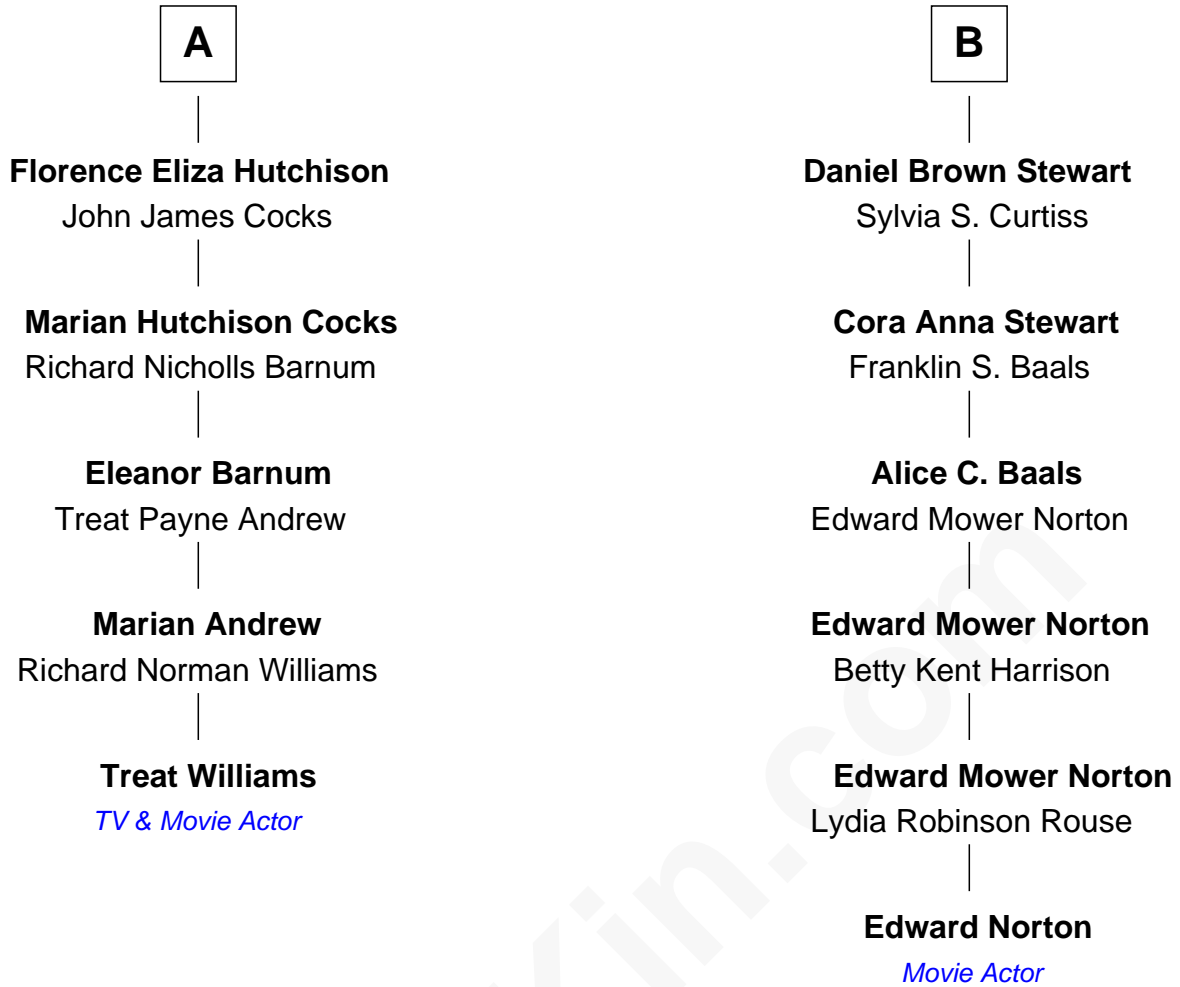 A
Florence Eliza Hutchison
John James Cocks
Marian Hutchison Cocks
Richard Nicholls Barnum
Eleanor Barnum
Treat Payne Andrew
Marian Andrew
Richard Norman Williams
Treat Williams
TV & Movie Actor
B
Daniel Brown Stewart
Sylvia S. Curtiss
Cora Anna Stewart
Franklin S. Baals
Alice C. Baals
Edward Mower Norton
Edward Mower Norton
Betty Kent Harrison
Edward Mower Norton
Lydia Robinson Rouse
Edward Norton
Movie Actor
Kin.com